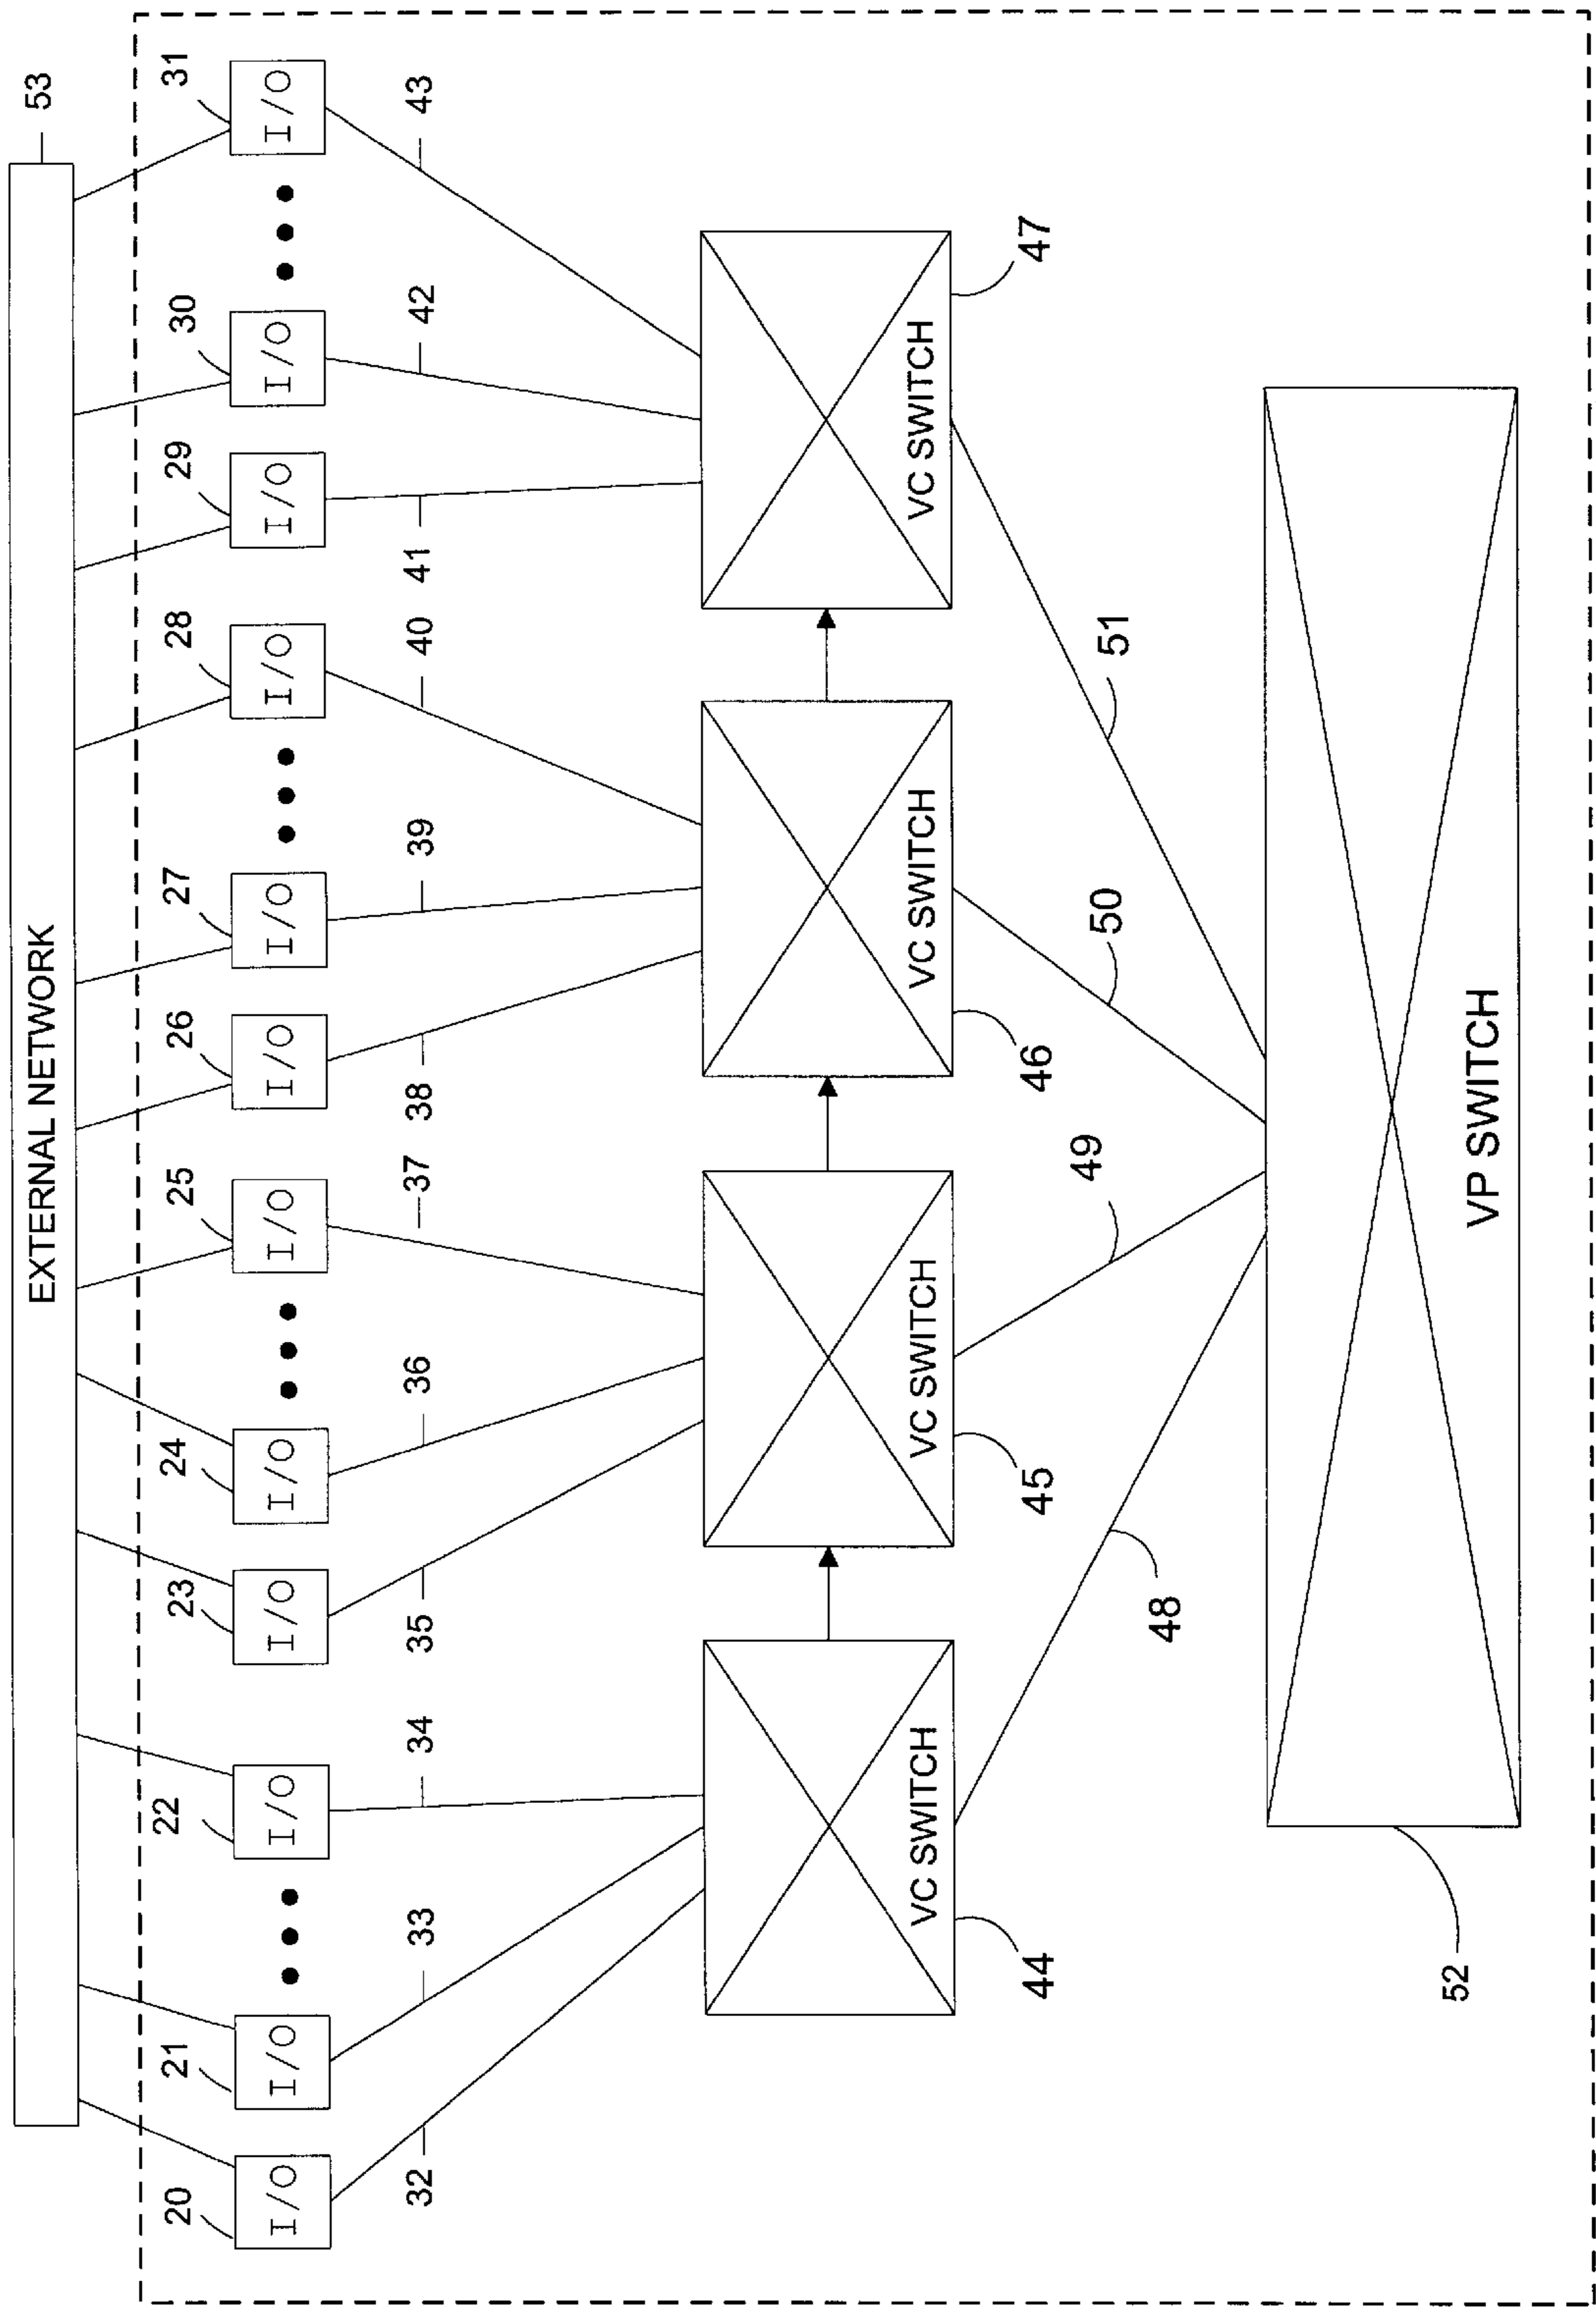 53
EXTERNAL NETWORK
20
21
22
23
24
25
26
27
28
29
30
31
I/O
I/O
I/O
I/O
I/O
I/O
I/O
I/O
I/O
I/O
I/O
I/O
32
33
34
35
36
37
38
39
40
41
42
43
VC SWITCH
VC SWITCH
VC SWITCH
VC SWITCH
44
45
46
47
48
49
50
51
VP SWITCH
52